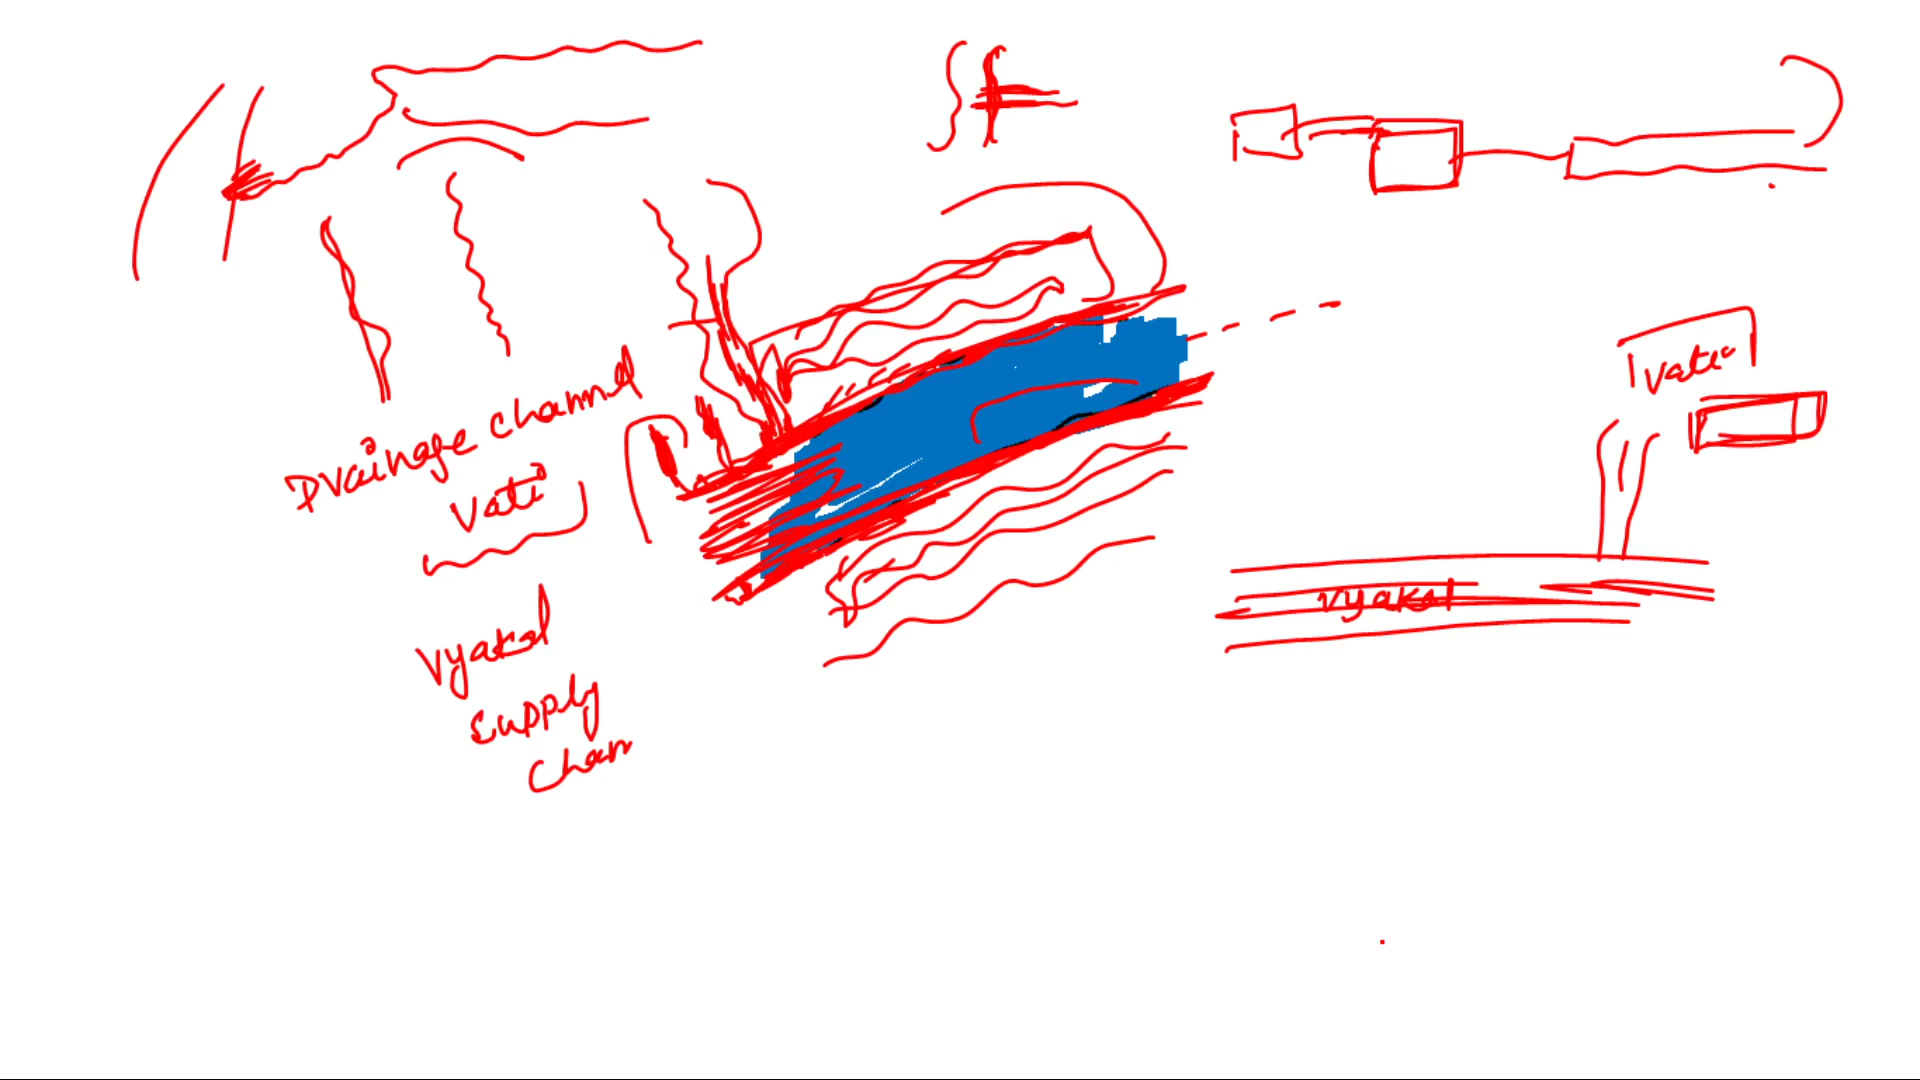 Drainage channel
Vati
Vyakal
supply
Chan
Vati
Vyakal